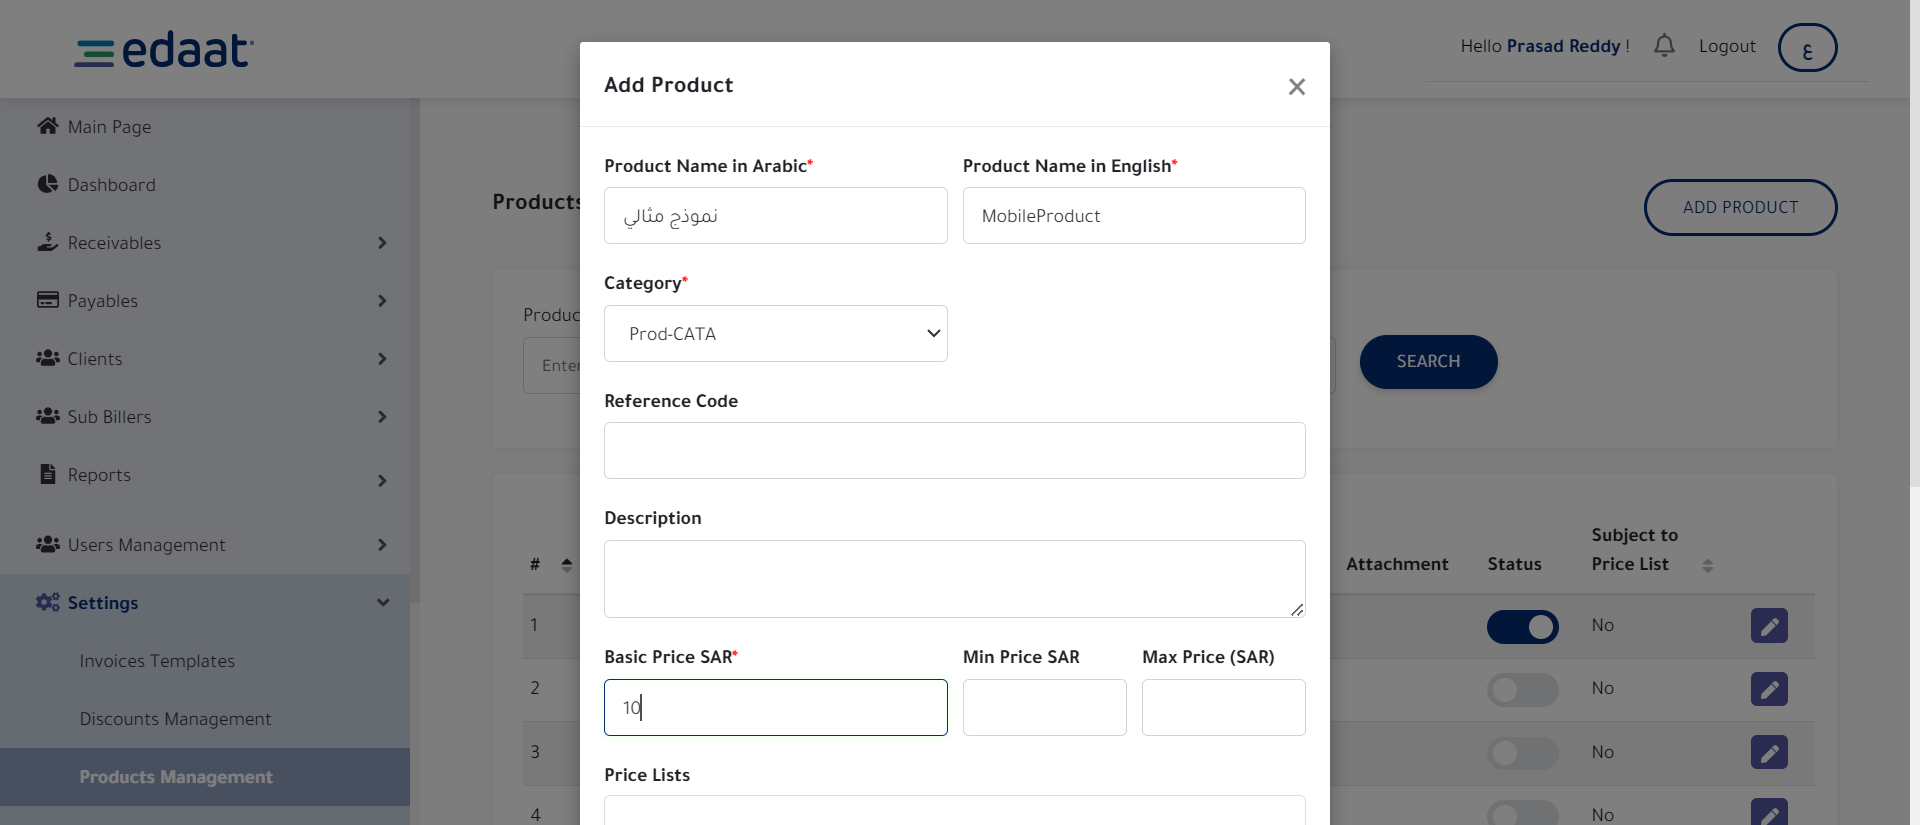 edaat
Hello Prasad Reddy !
Logout
ع
Main Page
Dashboard
Receivables
Payables
Clients
Sub Billers
Reports
Users Management
Settings
Invoices Templates
Discounts Management
Products Management
Products
ADD PRODUCT
SEARCH
#
Attachment
Status
Subject to
Price List
1
No
2
No
3
No
4
No
Add Product
×
Product Name in Arabic*
Product Name in English*
نموذج مثالي
MobileProduct
Category*
Prod-CATA
Reference Code
Description
Basic Price SAR*
Min Price SAR
Max Price (SAR)
10
Price Lists